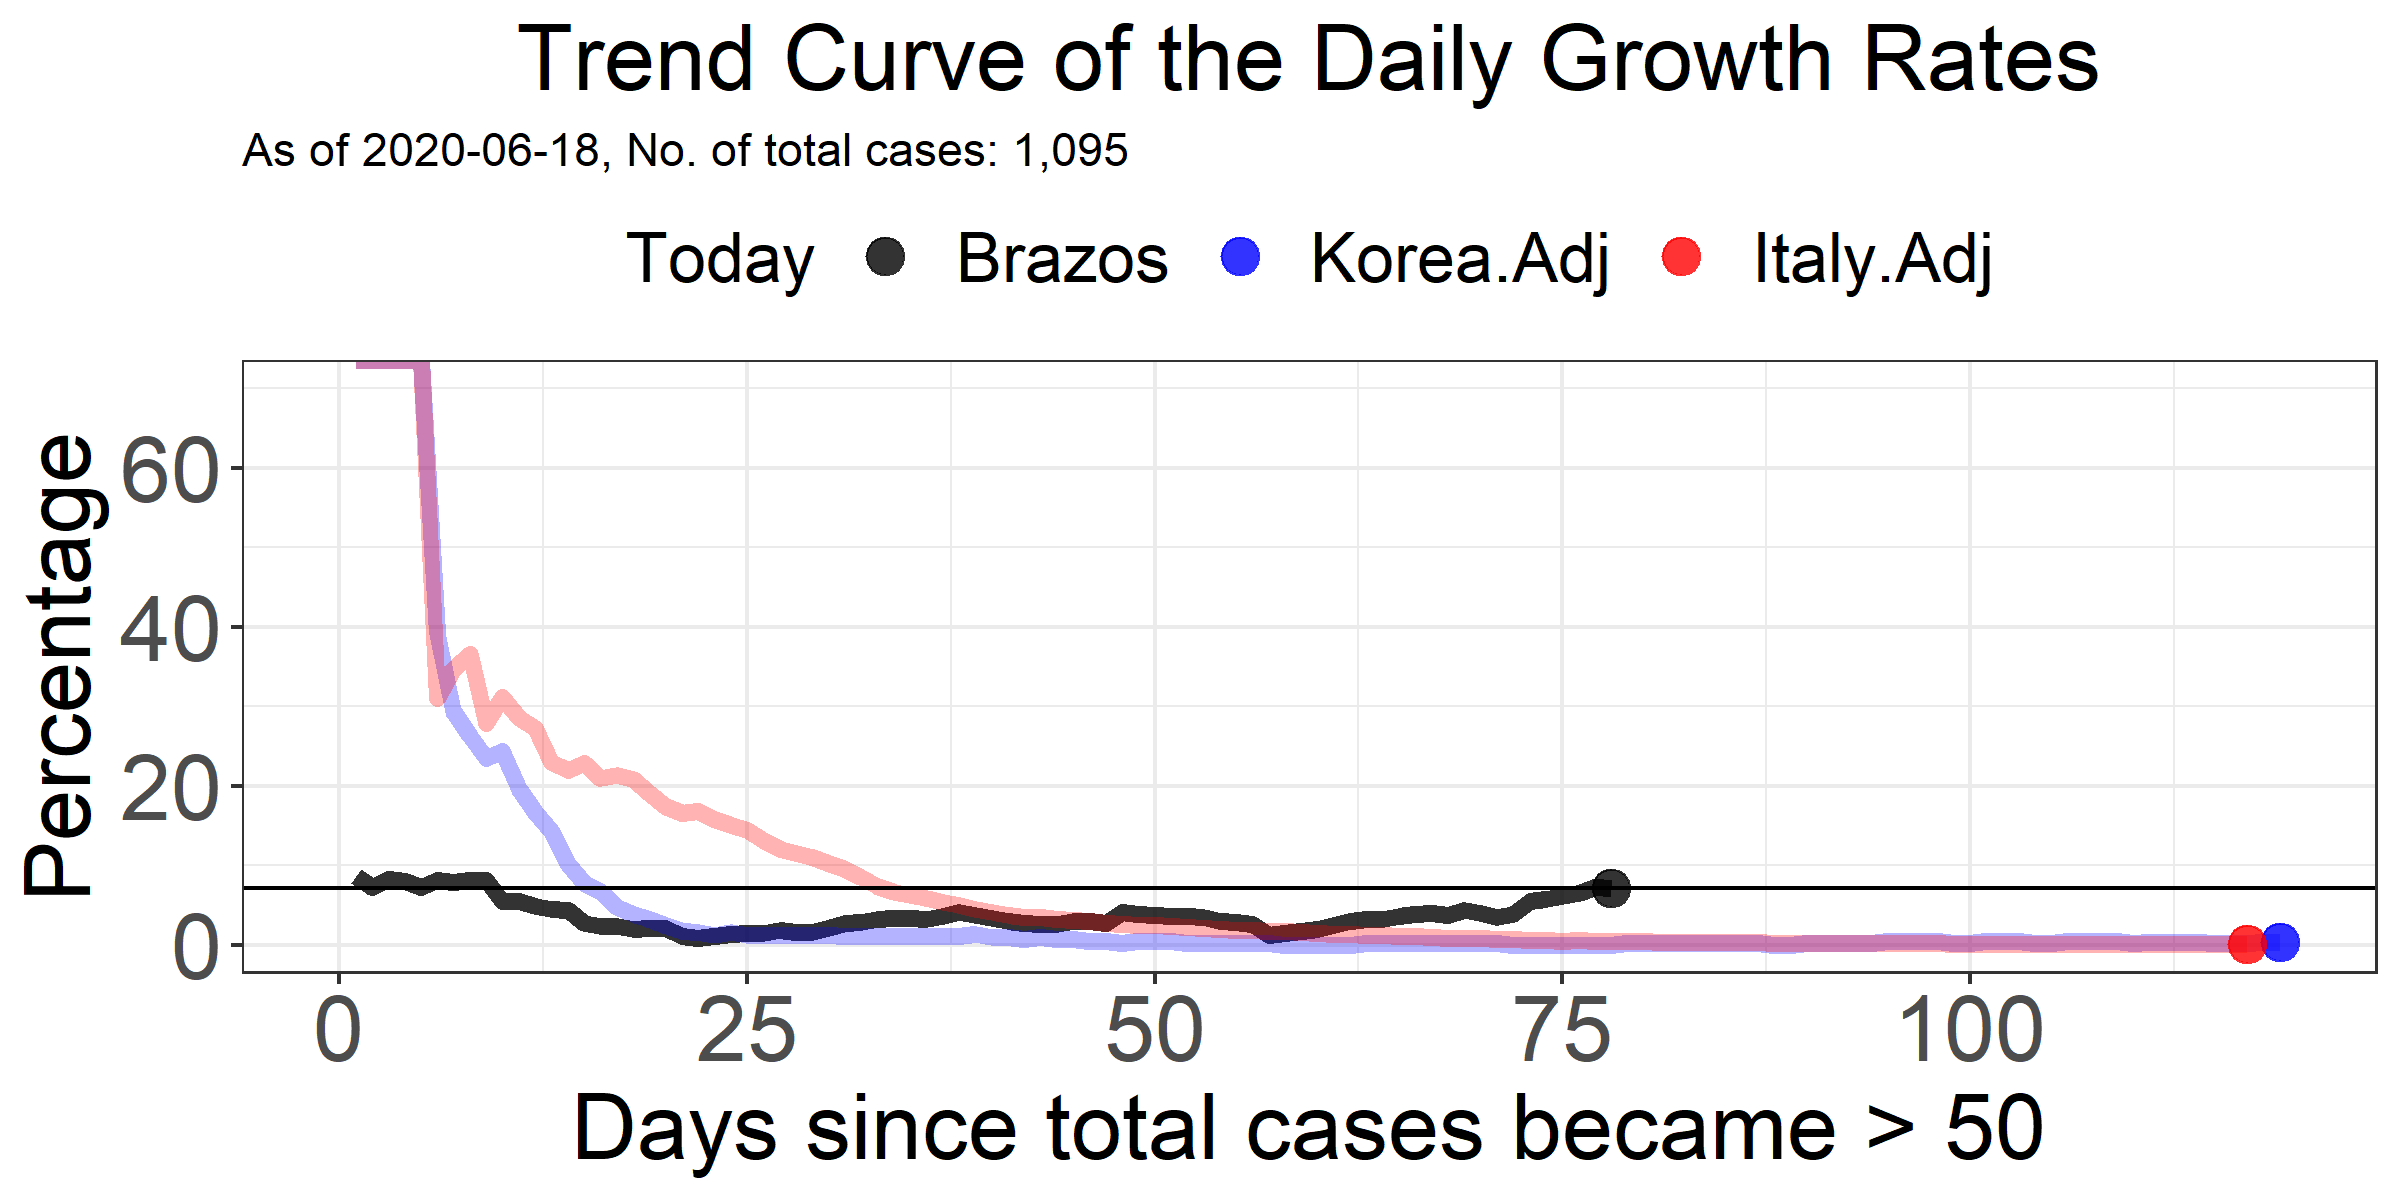 Trend Curve of the Daily Growth Rates
As of 2020-06-18, No. of total cases: 1,095
Today Brazos Korea.Adj Italy.Adj
Percentage
60
40
20
0
0 25 50 75 100
Days since total cases became > 50